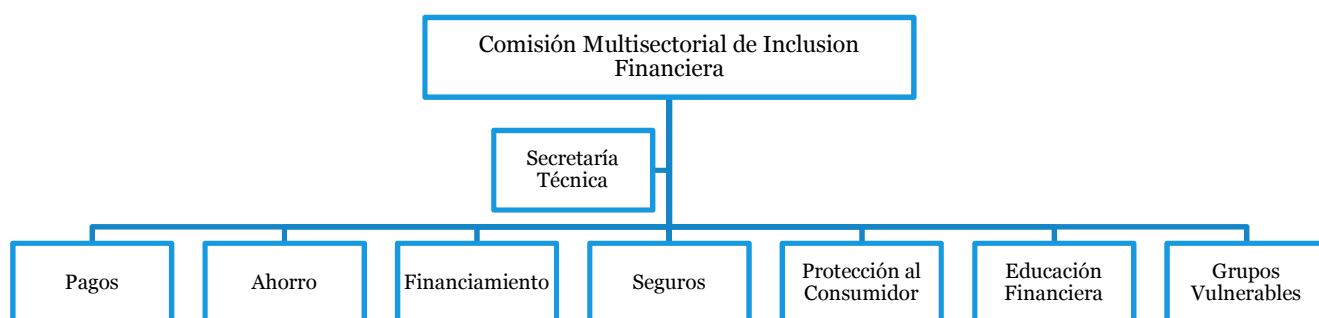 Comisión Multisectorial de Inclusion
Financiera
Secretaría
Técnica
Pagos
Ahorro
Financiamiento
Seguros
Protección al
Consumidor
Educación
Financiera
Grupos
Vulnerables